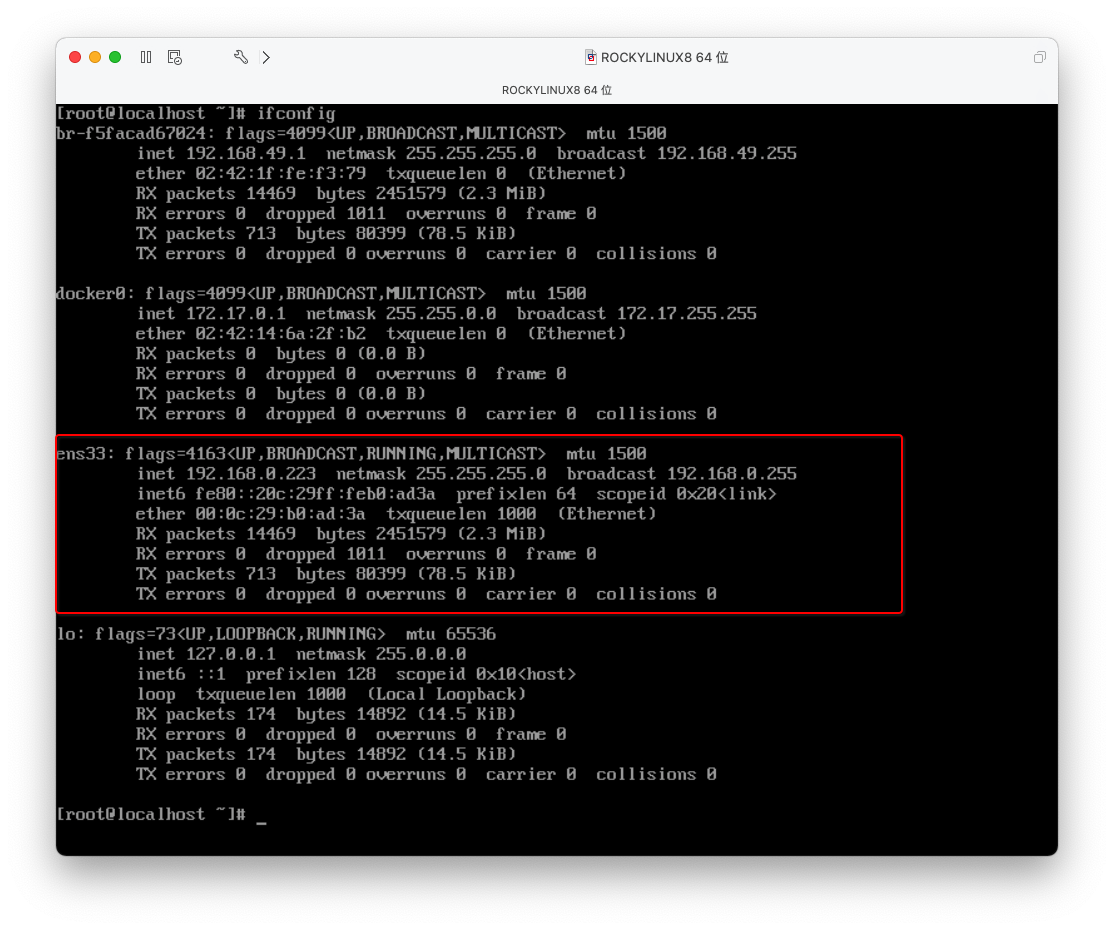 ROCKYLINUX8 64 位
ROCKYLINUX8 64 位
[root@localhost ~]# ifconfig
br-f5facad67024: flags=4099<UP,BROADCAST,MULTICAST>  mtu 1500
        inet 192.168.49.1  netmask 255.255.255.0  broadcast 192.168.49.255
        ether 02:42:1f:fe:f3:79  txqueuelen 0  (Ethernet)
        RX packets 14469  bytes 2451579 (2.3 MiB)
        RX errors 0  dropped 1011  overruns 0  frame 0
        TX packets 713  bytes 80399 (78.5 KiB)
        TX errors 0  dropped 0 overruns 0  carrier 0  collisions 0
docker0: flags=4099<UP,BROADCAST,MULTICAST>  mtu 1500
        inet 172.17.0.1  netmask 255.255.0.0  broadcast 172.17.255.255
        ether 02:42:14:6a:2f:b2  txqueuelen 0  (Ethernet)
        RX packets 0  bytes 0 (0.0 B)
        RX errors 0  dropped 0  overruns 0  frame 0
        TX packets 0  bytes 0 (0.0 B)
        TX errors 0  dropped 0 overruns 0  carrier 0  collisions 0
ens33: flags=4163<UP,BROADCAST,RUNNING,MULTICAST>  mtu 1500
        inet 192.168.0.223  netmask 255.255.255.0  broadcast 192.168.0.255
        inet6 fe80::20c:29ff:feb0:ad3a  prefixlen 64  scopeid 0x20<link>
        ether 00:0c:29:b0:ad:3a  txqueuelen 1000  (Ethernet)
        RX packets 14469  bytes 2451579 (2.3 MiB)
        RX errors 0  dropped 1011  overruns 0  frame 0
        TX packets 713  bytes 80399 (78.5 KiB)
        TX errors 0  dropped 0 overruns 0  carrier 0  collisions 0
lo: flags=73<UP,LOOPBACK,RUNNING>  mtu 65536
        inet 127.0.0.1  netmask 255.0.0.0
        inet6 ::1  prefixlen 128  scopeid 0x10<host>
        loop  txqueuelen 1000  (Local Loopback)
        RX packets 174  bytes 14892 (14.5 KiB)
        RX errors 0  dropped 0  overruns 0  frame 0
        TX packets 174  bytes 14892 (14.5 KiB)
        TX errors 0  dropped 0 overruns 0  carrier 0  collisions 0
[root@localhost ~]# _